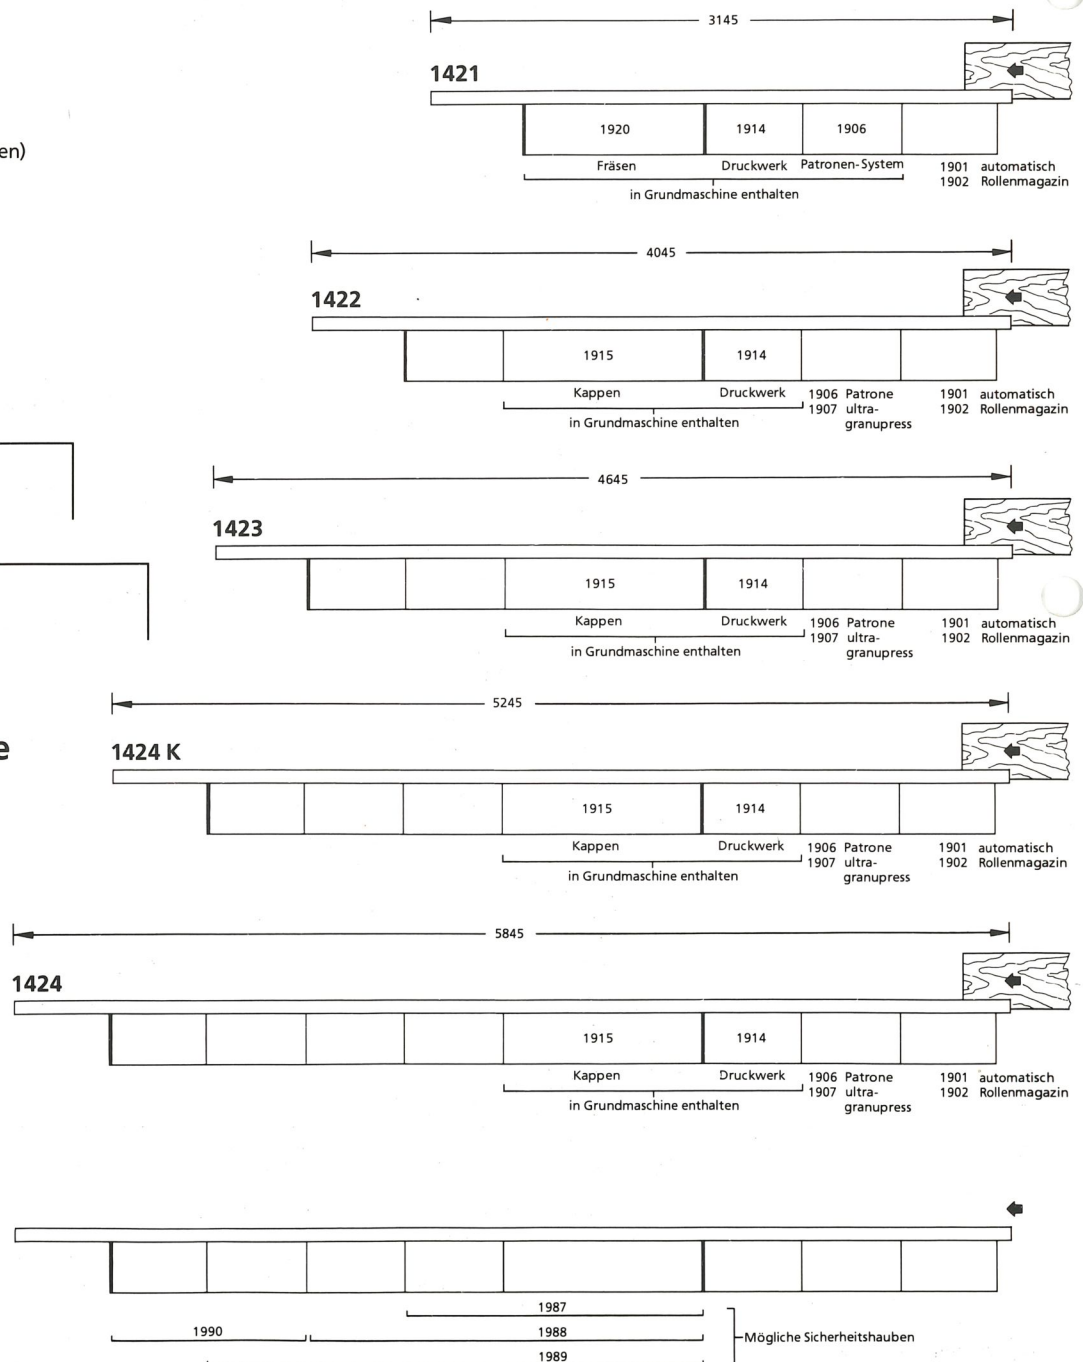 3145
1421
1920 1914 1906
en)
Fräsen Druckwerk Patronen-System 1901 automatisch
1902 Rollenmagazin
in Grundmaschine enthalten
4045
1422
1915 1914
Kappen Druckwerk 1906 Patrone 1901 automatisch
1907 ultra- 1902 Rollenmagazin
in Grundmaschine enthalten granupress
4645
1423
1915 1914
Kappen Druckwerk 1906 Patrone 1901 automatisch
1907 ultra- 1902 Rollenmagazin
in Grundmaschine enthalten granupress
5245
e
1424 K
1915 1914
Kappen Druckwerk 1906 Patrone 1901 automatisch
1907 ultra- 1902 Rollenmagazin
in Grundmaschine enthalten granupress
5845
1424
1915 1914
Kappen Druckwerk 1906 Patrone 1901 automatisch
1907 ultra- 1902 Rollenmagazin
in Grundmaschine enthalten granupress
1987
1990 1988 Mögliche Sicherheitshauben
1989